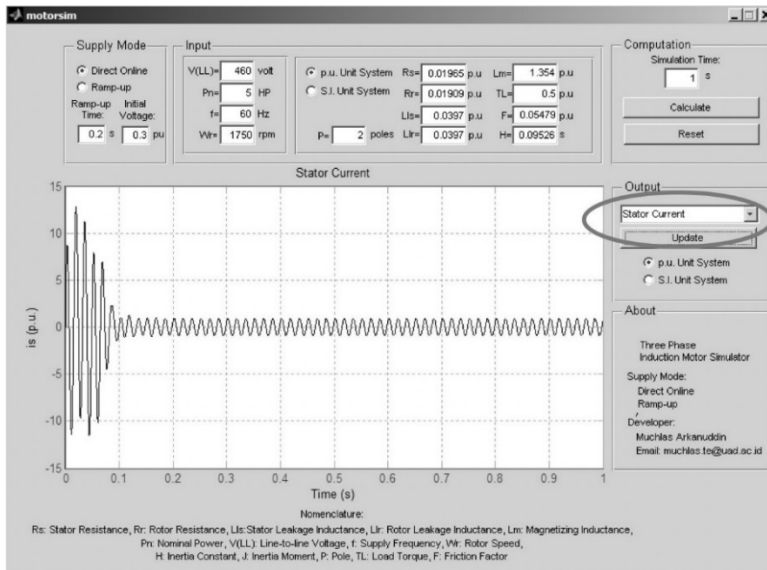 motorsim
Supply Mode
Direct Online
Ramp-up
Ramp-up Time: 0.2 s
Initial Voltage: 0.3 pu
Input
V(LL)= 460 volt
Pn= 5 HP
f= 60 Hz
Wr= 1750 rpm
p.u. Unit System
S.I. Unit System
P= 2 poles
Rs= 0.01965 p.u
Rr= 0.01909 p.u
Lls= 0.0397 p.u
Llr= 0.0397 p.u
Lm= 1.354 p.u
TL= 0.5 p.u
F= 0.05479 p.u
H= 0.09526 s
Computation
Simulation Time:
1 s
Calculate
Reset
Stator Current
15
10
5
0
-5
-10
-15
is (p.u.)
0 0.1 0.2 0.3 0.4 0.5 0.6 0.7 0.8 0.9 1
Time (s)
Output
Stator Current
Update
p.u. Unit System
S.I. Unit System
About
Three Phase
Induction Motor Simulator
Supply Mode:
Direct Online
Ramp-up
,
Developer:
Muchlas Arkanuddin
Email: muchlas.te@uad.ac.id
Nomenclature:
Rs: Stator Resistance, Rr: Rotor Resistance, Lls:Stator Leakage Inductance, Llr: Rotor Leakage Inductance, Lm: Magnetizing Inductance,
Pn: Nominal Power, V(LL): Line-to-line Voltage, f: Supply Frequency, Wr: Rotor Speed,
H: Inertia Constant, J: Inertia Moment, P: Pole, TL: Load Torque, F: Friction Factor